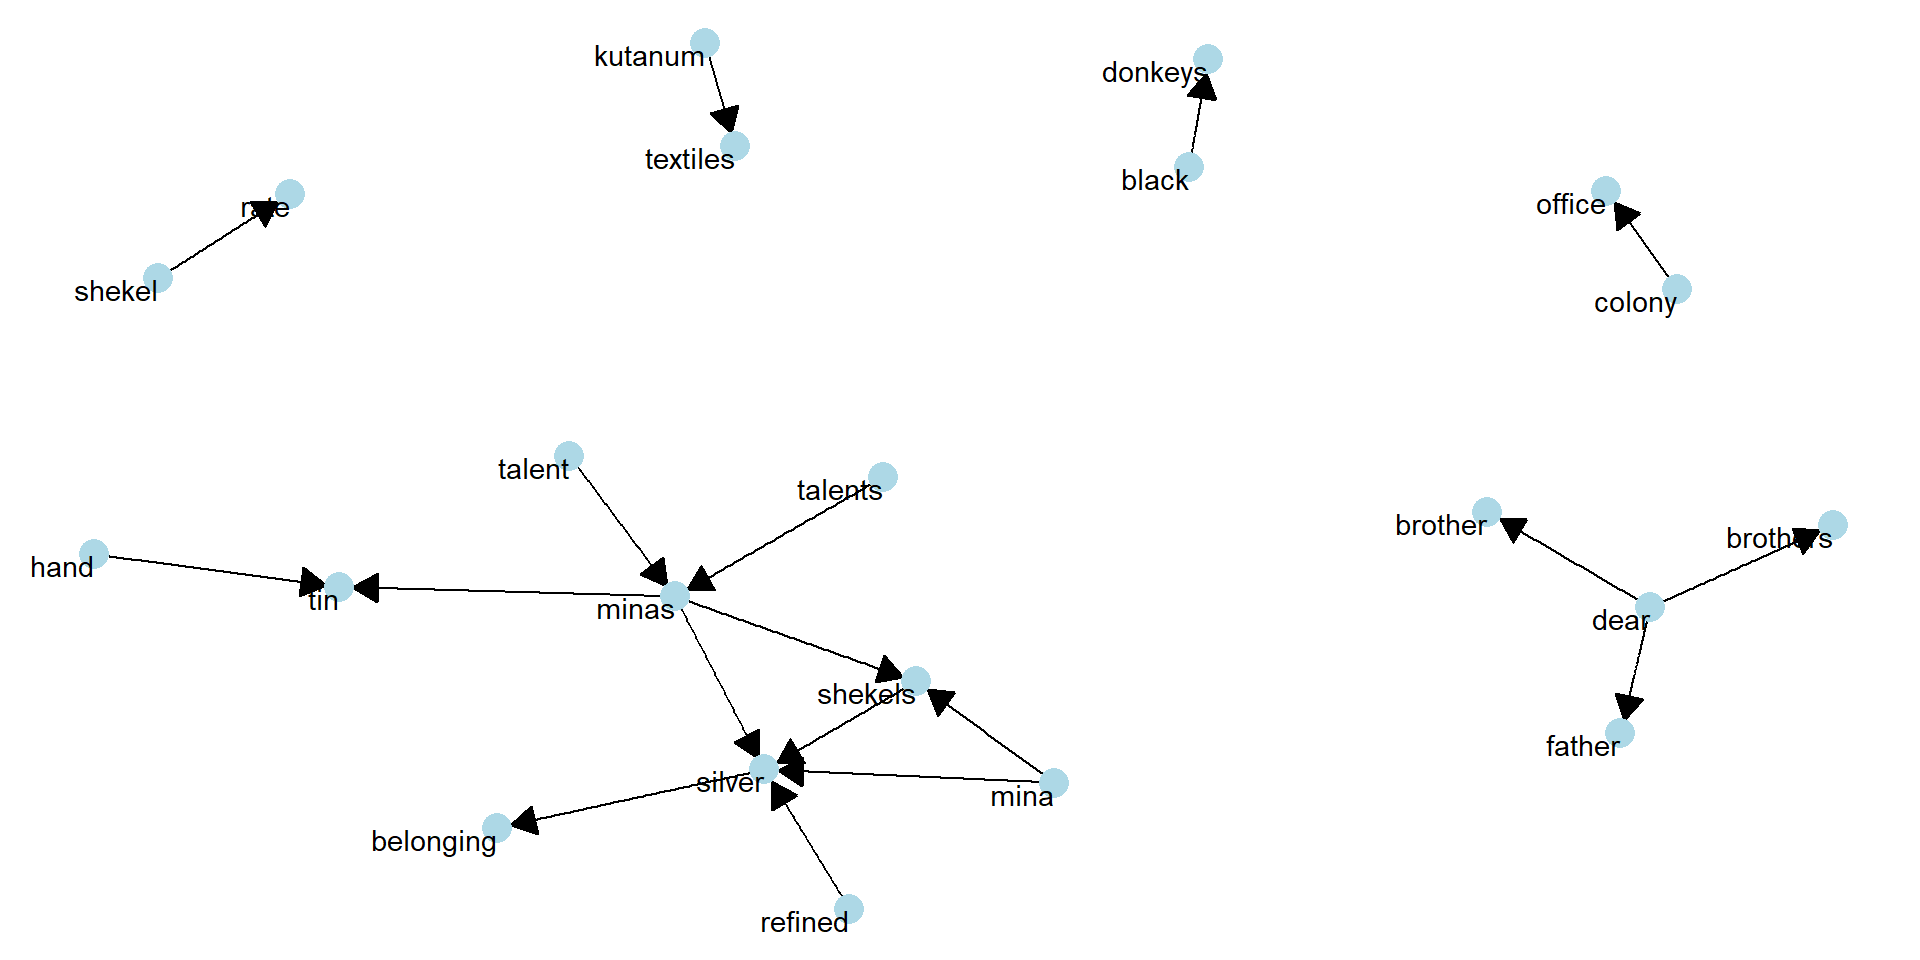 kutanum
donkeys
textiles
black
rate
office
shekel
colony
talent
talents
brother
brothers
hand
tin
minas
dear
shekels
father
silver
mina
belonging
refined